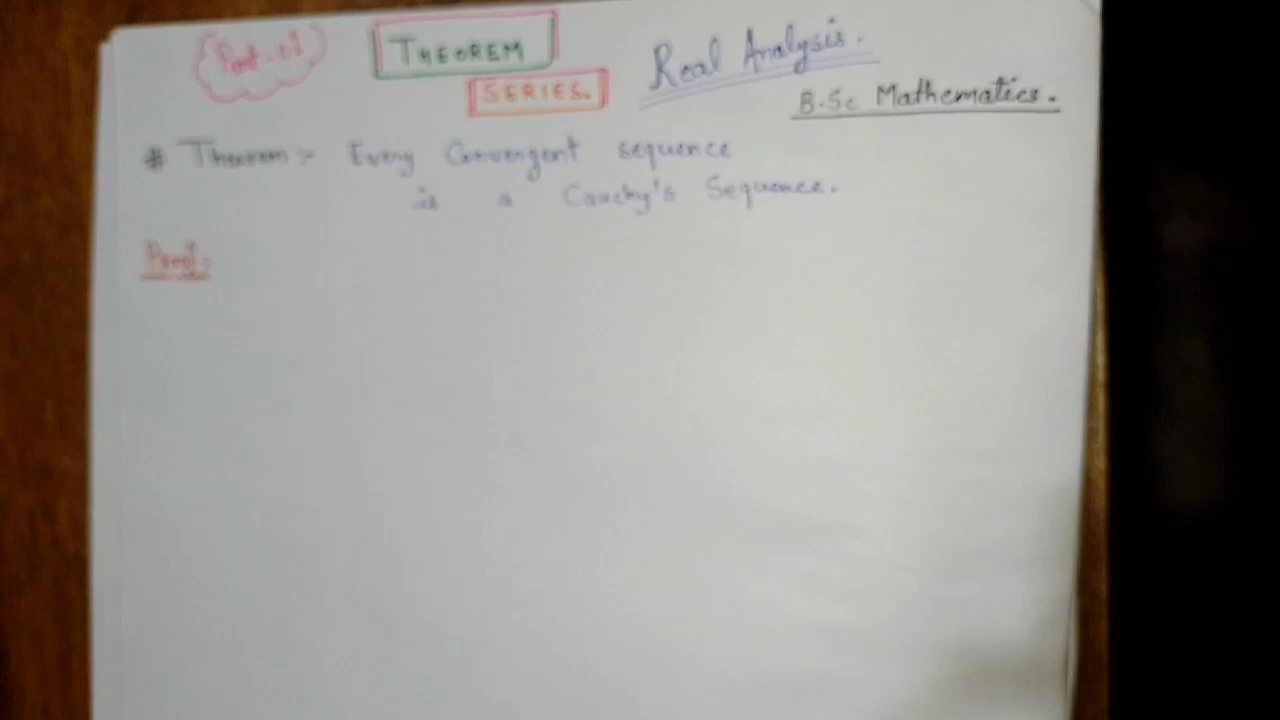 Part-01
THEOREM
SERIES.
Real Analysis.
B.Sc Mathematics.
# Theorem :- Every Convergent sequence
is a Cauchy's Sequence.
Proof :-